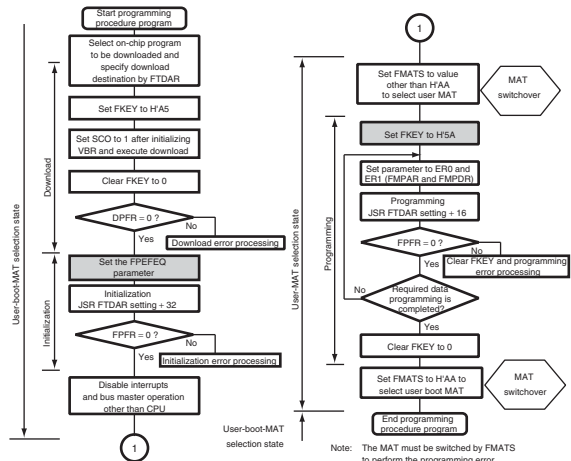 Start programming
procedure program
Select on-chip program
to be downloaded and
specify download
destination by FTDAR
Set FKEY to H'A5
Set SCO to 1 after initializing
VBR and execute download
Clear FKEY to 0
DPFR = 0 ?
No
Yes
Download error processing
Set the FPEFEQ
parameter
Initialization
JSR FTDAR setting + 32
FPFR = 0 ?
No
Yes
Initialization error processing
Disable interrupts
and bus master operation
other than CPU
1
User-boot-MAT selection state
Download
Initialization
1
Set FMATS to value
other than H'AA
to select user MAT
MAT
switchover
Set FKEY to H'5A
Set parameter to ER0 and
ER1 (FMPAR and FMPDR)
Programming
JSR FTDAR setting + 16
FPFR = 0 ?
No
Yes
Clear FKEY and programming
error processing
Required data
programming is
completed?
No
Yes
Clear FKEY to 0
Set FMATS to H'AA to
select user boot MAT
MAT
switchover
End programming
procedure program
User-MAT selection state
Programming
User-boot-MAT
selection state
Note: The MAT must be switched by FMATS
to perform the programming error